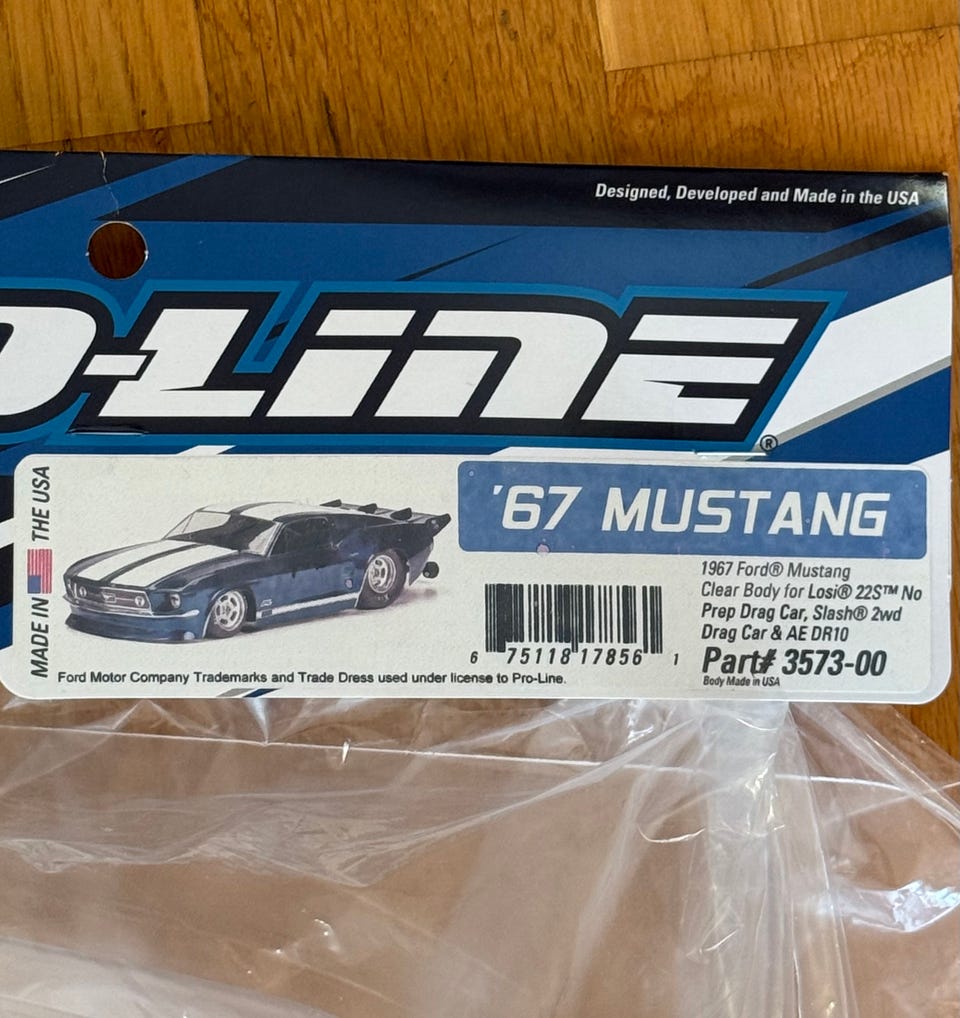 Designed, Developed and Made in the USA
O-LINE®
MADE IN THE USA
'67 MUSTANG
1967 Ford® Mustang
Clear Body for Losi® 22S™ No
Prep Drag Car, Slash® 2wd
Drag Car & AE DR10
Part# 3573-00
Body Made in USA
6 75118 17856 1
Ford Motor Company Trademarks and Trade Dress used under license to Pro-Line.